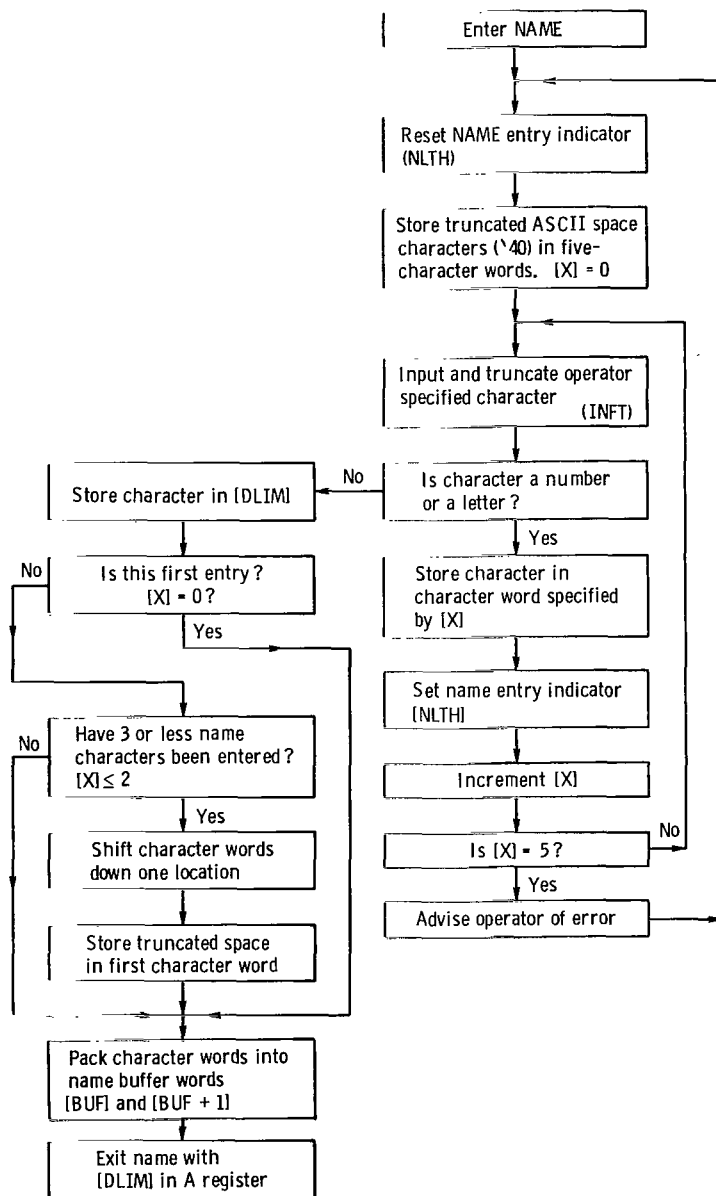 Enter NAME
Reset NAME entry indicator
(NLTH)
Store truncated ASCII space
characters (`40) in five-
character words. [X] = 0
Input and truncate operator
specified character
(INFT)
Is character a number
or a letter?
No
Yes
Store character in
character word specified
by [X]
Set name entry indicator
[NLTH]
Increment [X]
Is [X] = 5?
No
Yes
Advise operator of error
Store character in [DLIM]
Is this first entry?
[X] = 0?
No
Yes
Have 3 or less name
characters been entered?
[X] ≤ 2
No
Yes
Shift character words
down one location
Store truncated space
in first character word
Pack character words into
name buffer words
[BUF] and [BUF + 1]
Exit name with
[DLIM] in A register